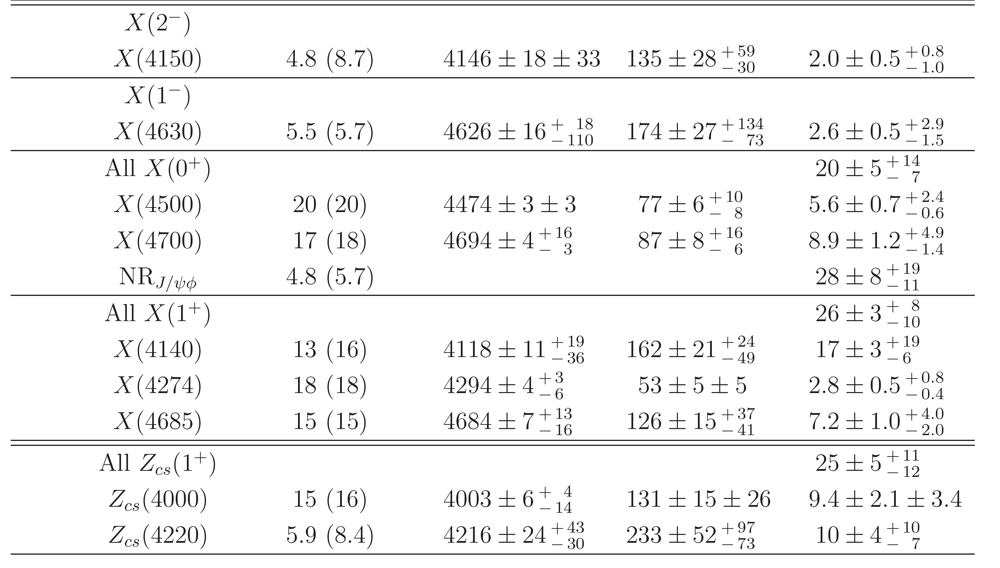 X(2⁻)
X(4150) 4.8 (8.7) 4146 ± 18 ± 33 135 ± 28 ⁺⁵⁹₋₃₀ 2.0 ± 0.5 ⁺⁰·⁸₋₁.₀
X(1⁻)
X(4630) 5.5 (5.7) 4626 ± 16 ⁺¹⁸₋₁₁₀ 174 ± 27 ⁺¹³⁴₋₇₃ 2.6 ± 0.5 ⁺²·⁹₋₁.₅
All X(0⁺) 20 ± 5 ⁺¹⁴₋₇
X(4500) 20 (20) 4474 ± 3 ± 3 77 ± 6 ⁺¹⁰₋₈ 5.6 ± 0.7 ⁺²·⁴₋₀.₆
X(4700) 17 (18) 4694 ± 4 ⁺¹⁶₋₃ 87 ± 8 ⁺¹⁶₋₆ 8.9 ± 1.2 ⁺⁴·⁹₋₁.₄
NR_{J/ψϕ} 4.8 (5.7) 28 ± 8 ⁺¹⁹₋₁₁
All X(1⁺) 26 ± 3 ⁺⁸₋₁₀
X(4140) 13 (16) 4118 ± 11 ⁺¹⁹₋₃₆ 162 ± 21 ⁺²⁴₋₄₉ 17 ± 3 ⁺¹⁹₋₆
X(4274) 18 (18) 4294 ± 4 ⁺³₋₆ 53 ± 5 ± 5 2.8 ± 0.5 ⁺⁰·⁸₋₀.₄
X(4685) 15 (15) 4684 ± 7 ⁺¹³₋₁₆ 126 ± 15 ⁺³⁷₋₄₁ 7.2 ± 1.0 ⁺⁴·⁰₋₂.₀
All Z_{cs}(1⁺) 25 ± 5 ⁺¹¹₋₁₂
Z_{cs}(4000) 15 (16) 4003 ± 6 ⁺⁴₋₁₄ 131 ± 15 ± 26 9.4 ± 2.1 ± 3.4
Z_{cs}(4220) 5.9 (8.4) 4216 ± 24 ⁺⁴³₋₃₀ 233 ± 52 ⁺⁹⁷₋₇₃ 10 ± 4 ⁺¹⁰₋₇